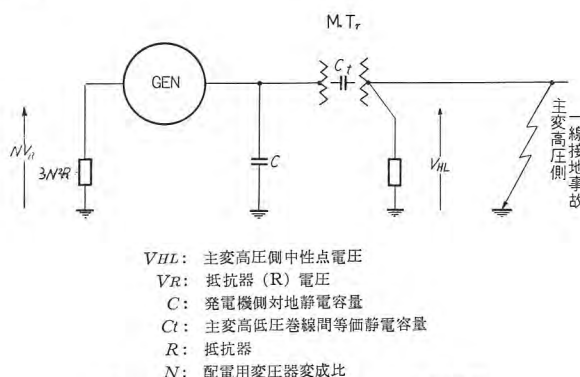 M.Tr
GEN
Ct
C
NVR
3N²R
VHL
主変高圧側
一線接地事故
VHL: 主変高圧側中性点電圧
VR: 抵抗器 (R) 電圧
C: 発電機側対地静電容量
Ct: 主変高低圧巻線間等価静電容量
R: 抵抗器
N: 配電用変圧器変成比